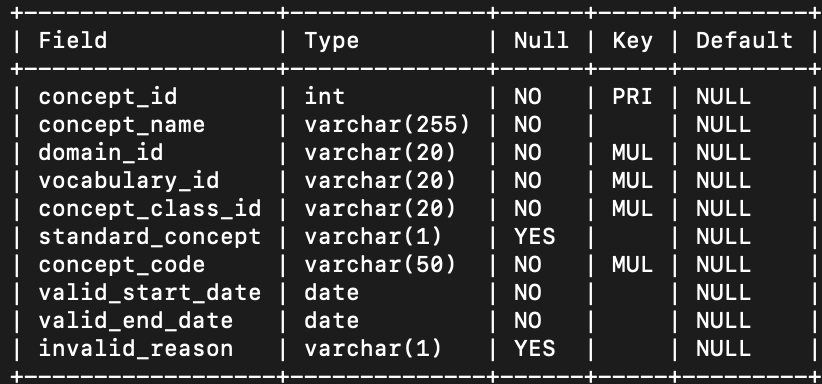 +------------------+--------------+------+-----+---------+
| Field            | Type         | Null | Key | Default |
+------------------+--------------+------+-----+---------+
| concept_id       | int          | NO   | PRI | NULL    |
| concept_name     | varchar(255) | NO   |     | NULL    |
| domain_id        | varchar(20)  | NO   | MUL | NULL    |
| vocabulary_id    | varchar(20)  | NO   | MUL | NULL    |
| concept_class_id | varchar(20)  | NO   | MUL | NULL    |
| standard_concept | varchar(1)   | YES  |     | NULL    |
| concept_code     | varchar(50)  | NO   | MUL | NULL    |
| valid_start_date | date         | NO   |     | NULL    |
| valid_end_date   | date         | NO   |     | NULL    |
| invalid_reason   | varchar(1)   | YES  |     | NULL    |
+------------------+--------------+------+-----+---------+